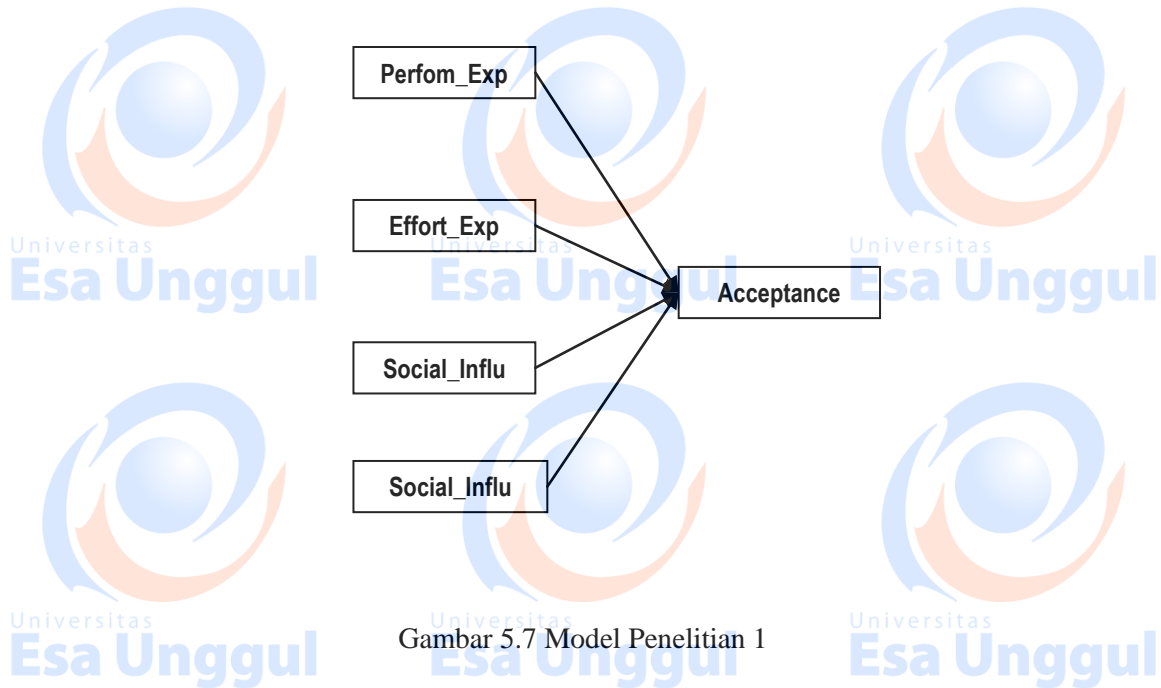 Perfom_Exp
Effort_Exp
Social_Influ
Social_Influ
Acceptance
Universitas
Esa Unggul
Universitas
Esa Unggul
Universitas
Esa Unggul
Gambar 5.7 Model Penelitian 1
Universitas
Esa Unggul
Universitas
Esa Unggul
Universitas
Esa Unggul